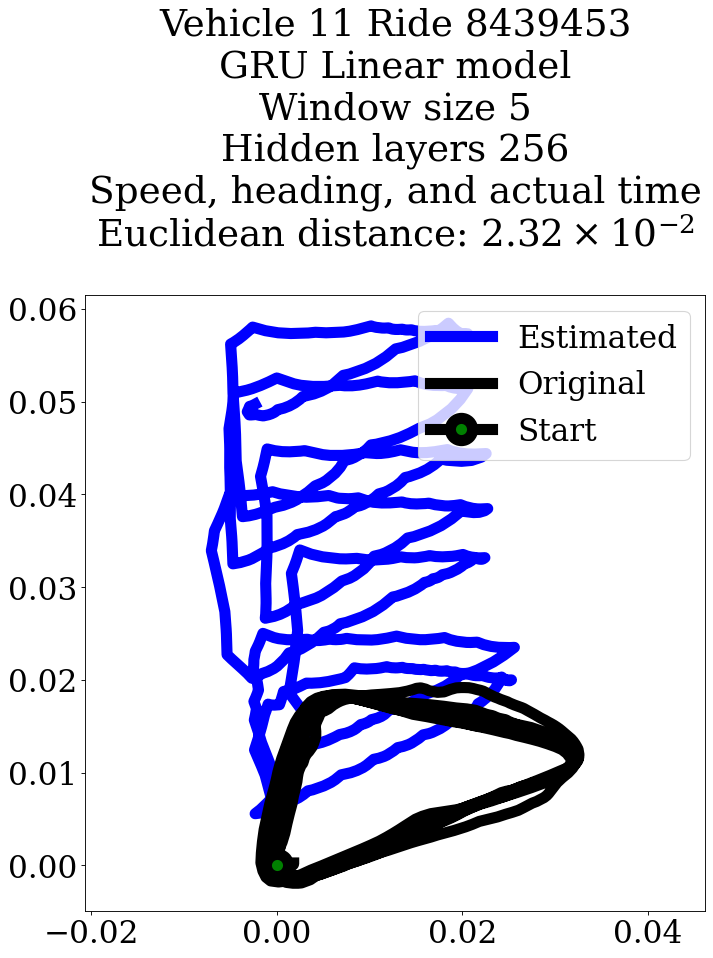 Vehicle 11 Ride 8439453
GRU Linear model
Window size 5
Hidden layers 256
Speed, heading, and actual time
Euclidean distance: 2.32 × 10⁻²
Estimated
Original
Start
0.06
0.05
0.04
0.03
0.02
0.01
0.00
−0.02 0.00 0.02 0.04